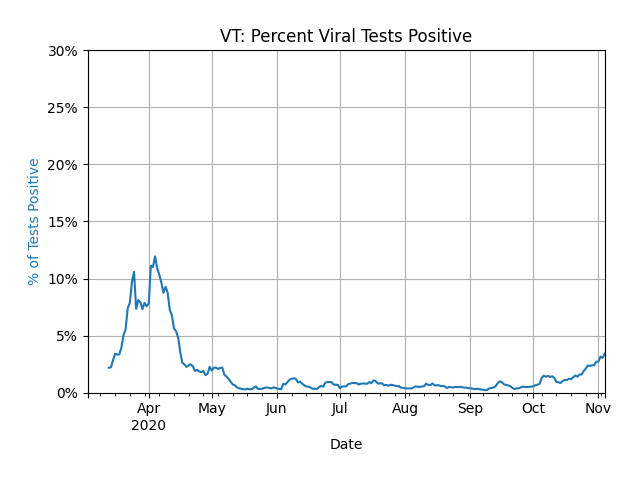 VT: Percent Viral Tests Positive
30%
25%
20%
15%
10%
5%
0%
% of Tests Positive
Apr May Jun Jul Aug Sep Oct Nov
2020
Date